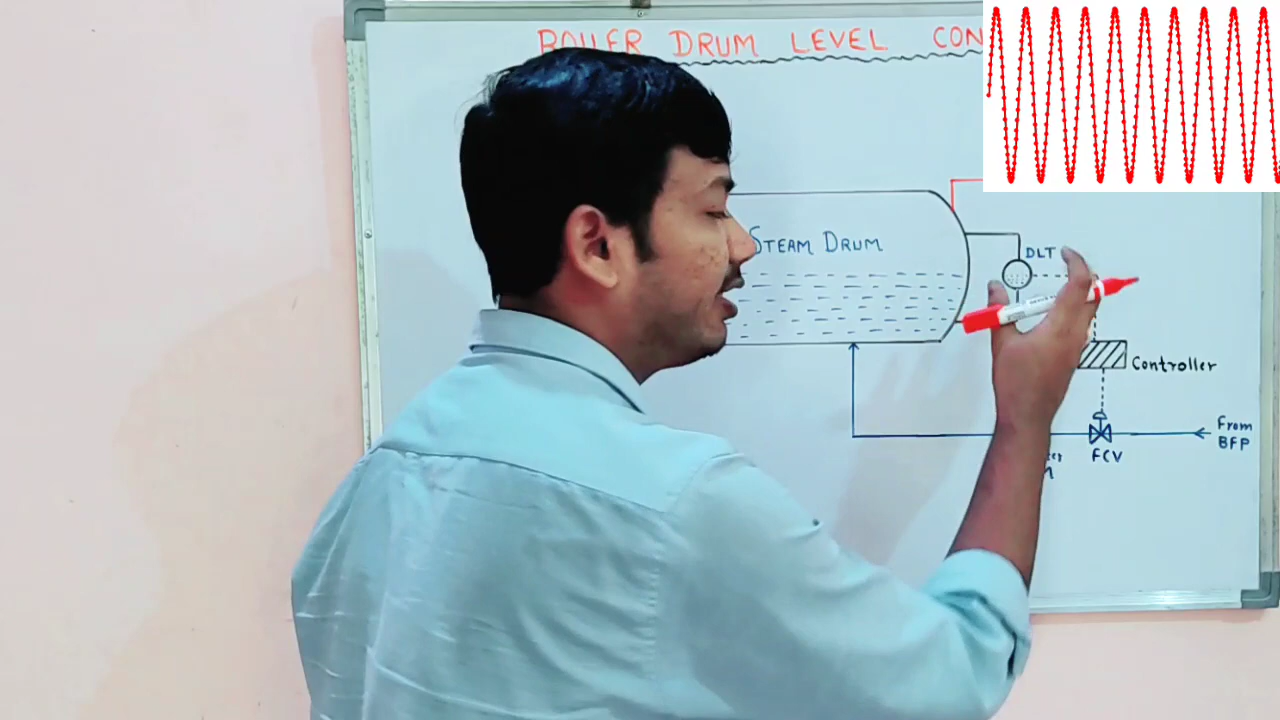 BOILER DRUM LEVEL CON
STEAM DRUM
DLT
Controller
From
BFP
FCV